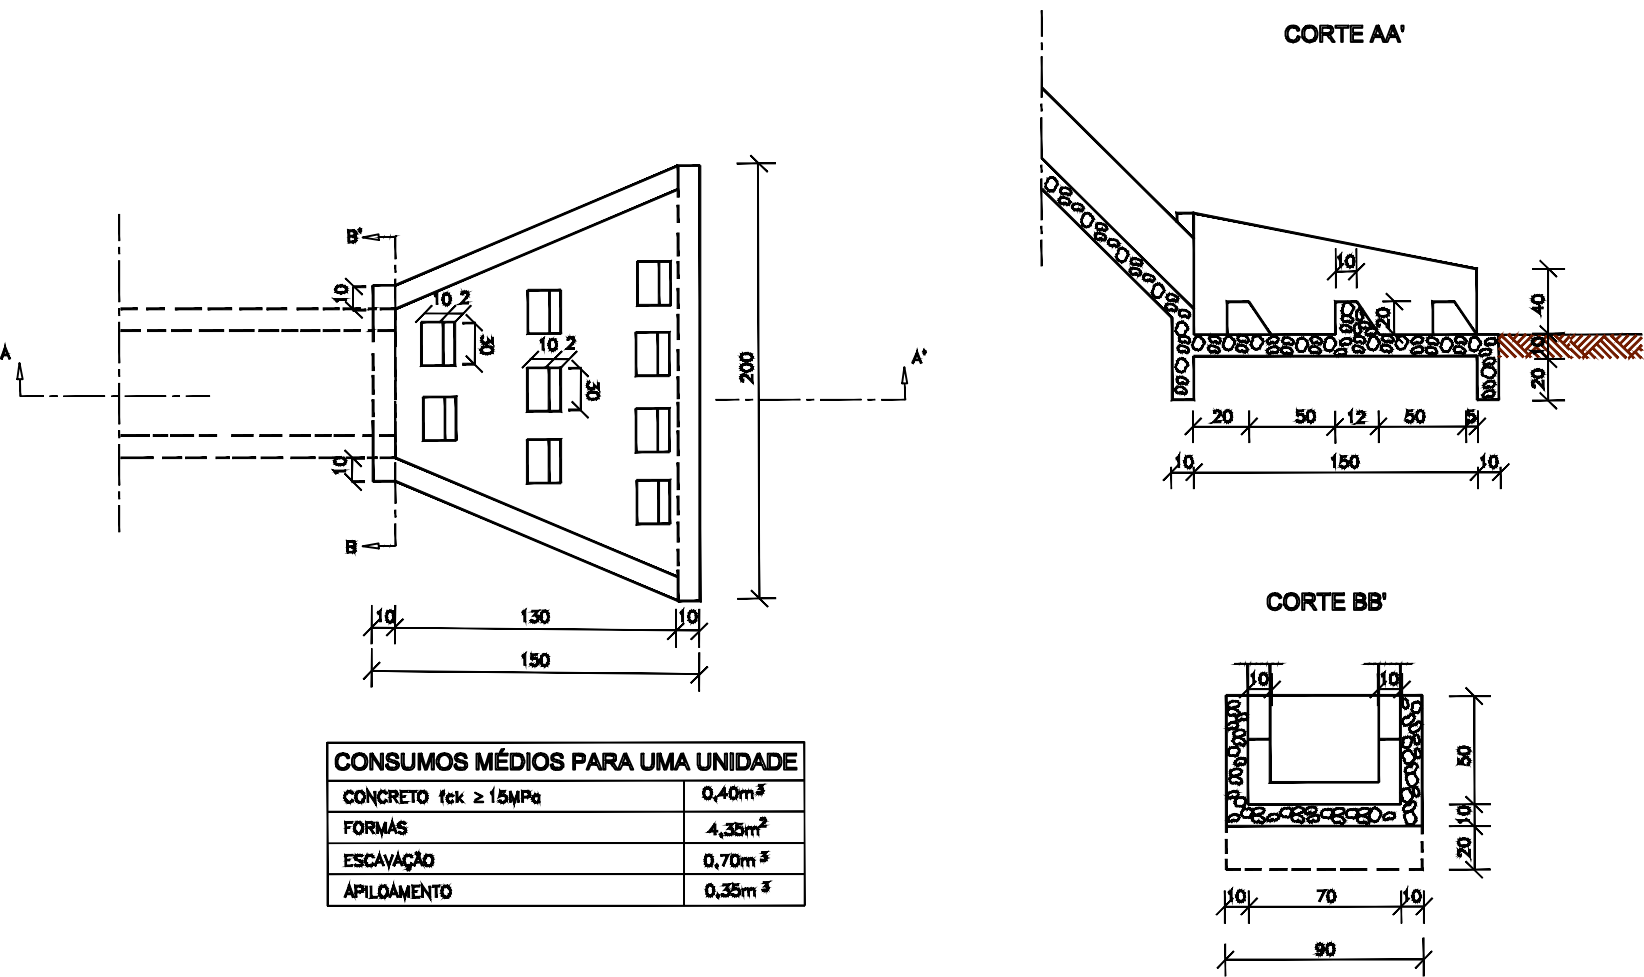 CORTE AA'
B'
10
10 2
30
10 2
30
A
A'
200
10
B
10 130 10
150
10
20
40
10
20
20 50 12 50 5
10 150 10
CORTE BB'
10 10
50
10
20
10 70 10
90
CONSUMOS MÉDIOS PARA UMA UNIDADE
CONCRETO fck ≥ 15MPa 0,40m³
FORMAS 4,35m²
ESCAVAÇÃO 0,70m³
APILOAMENTO 0,35m³